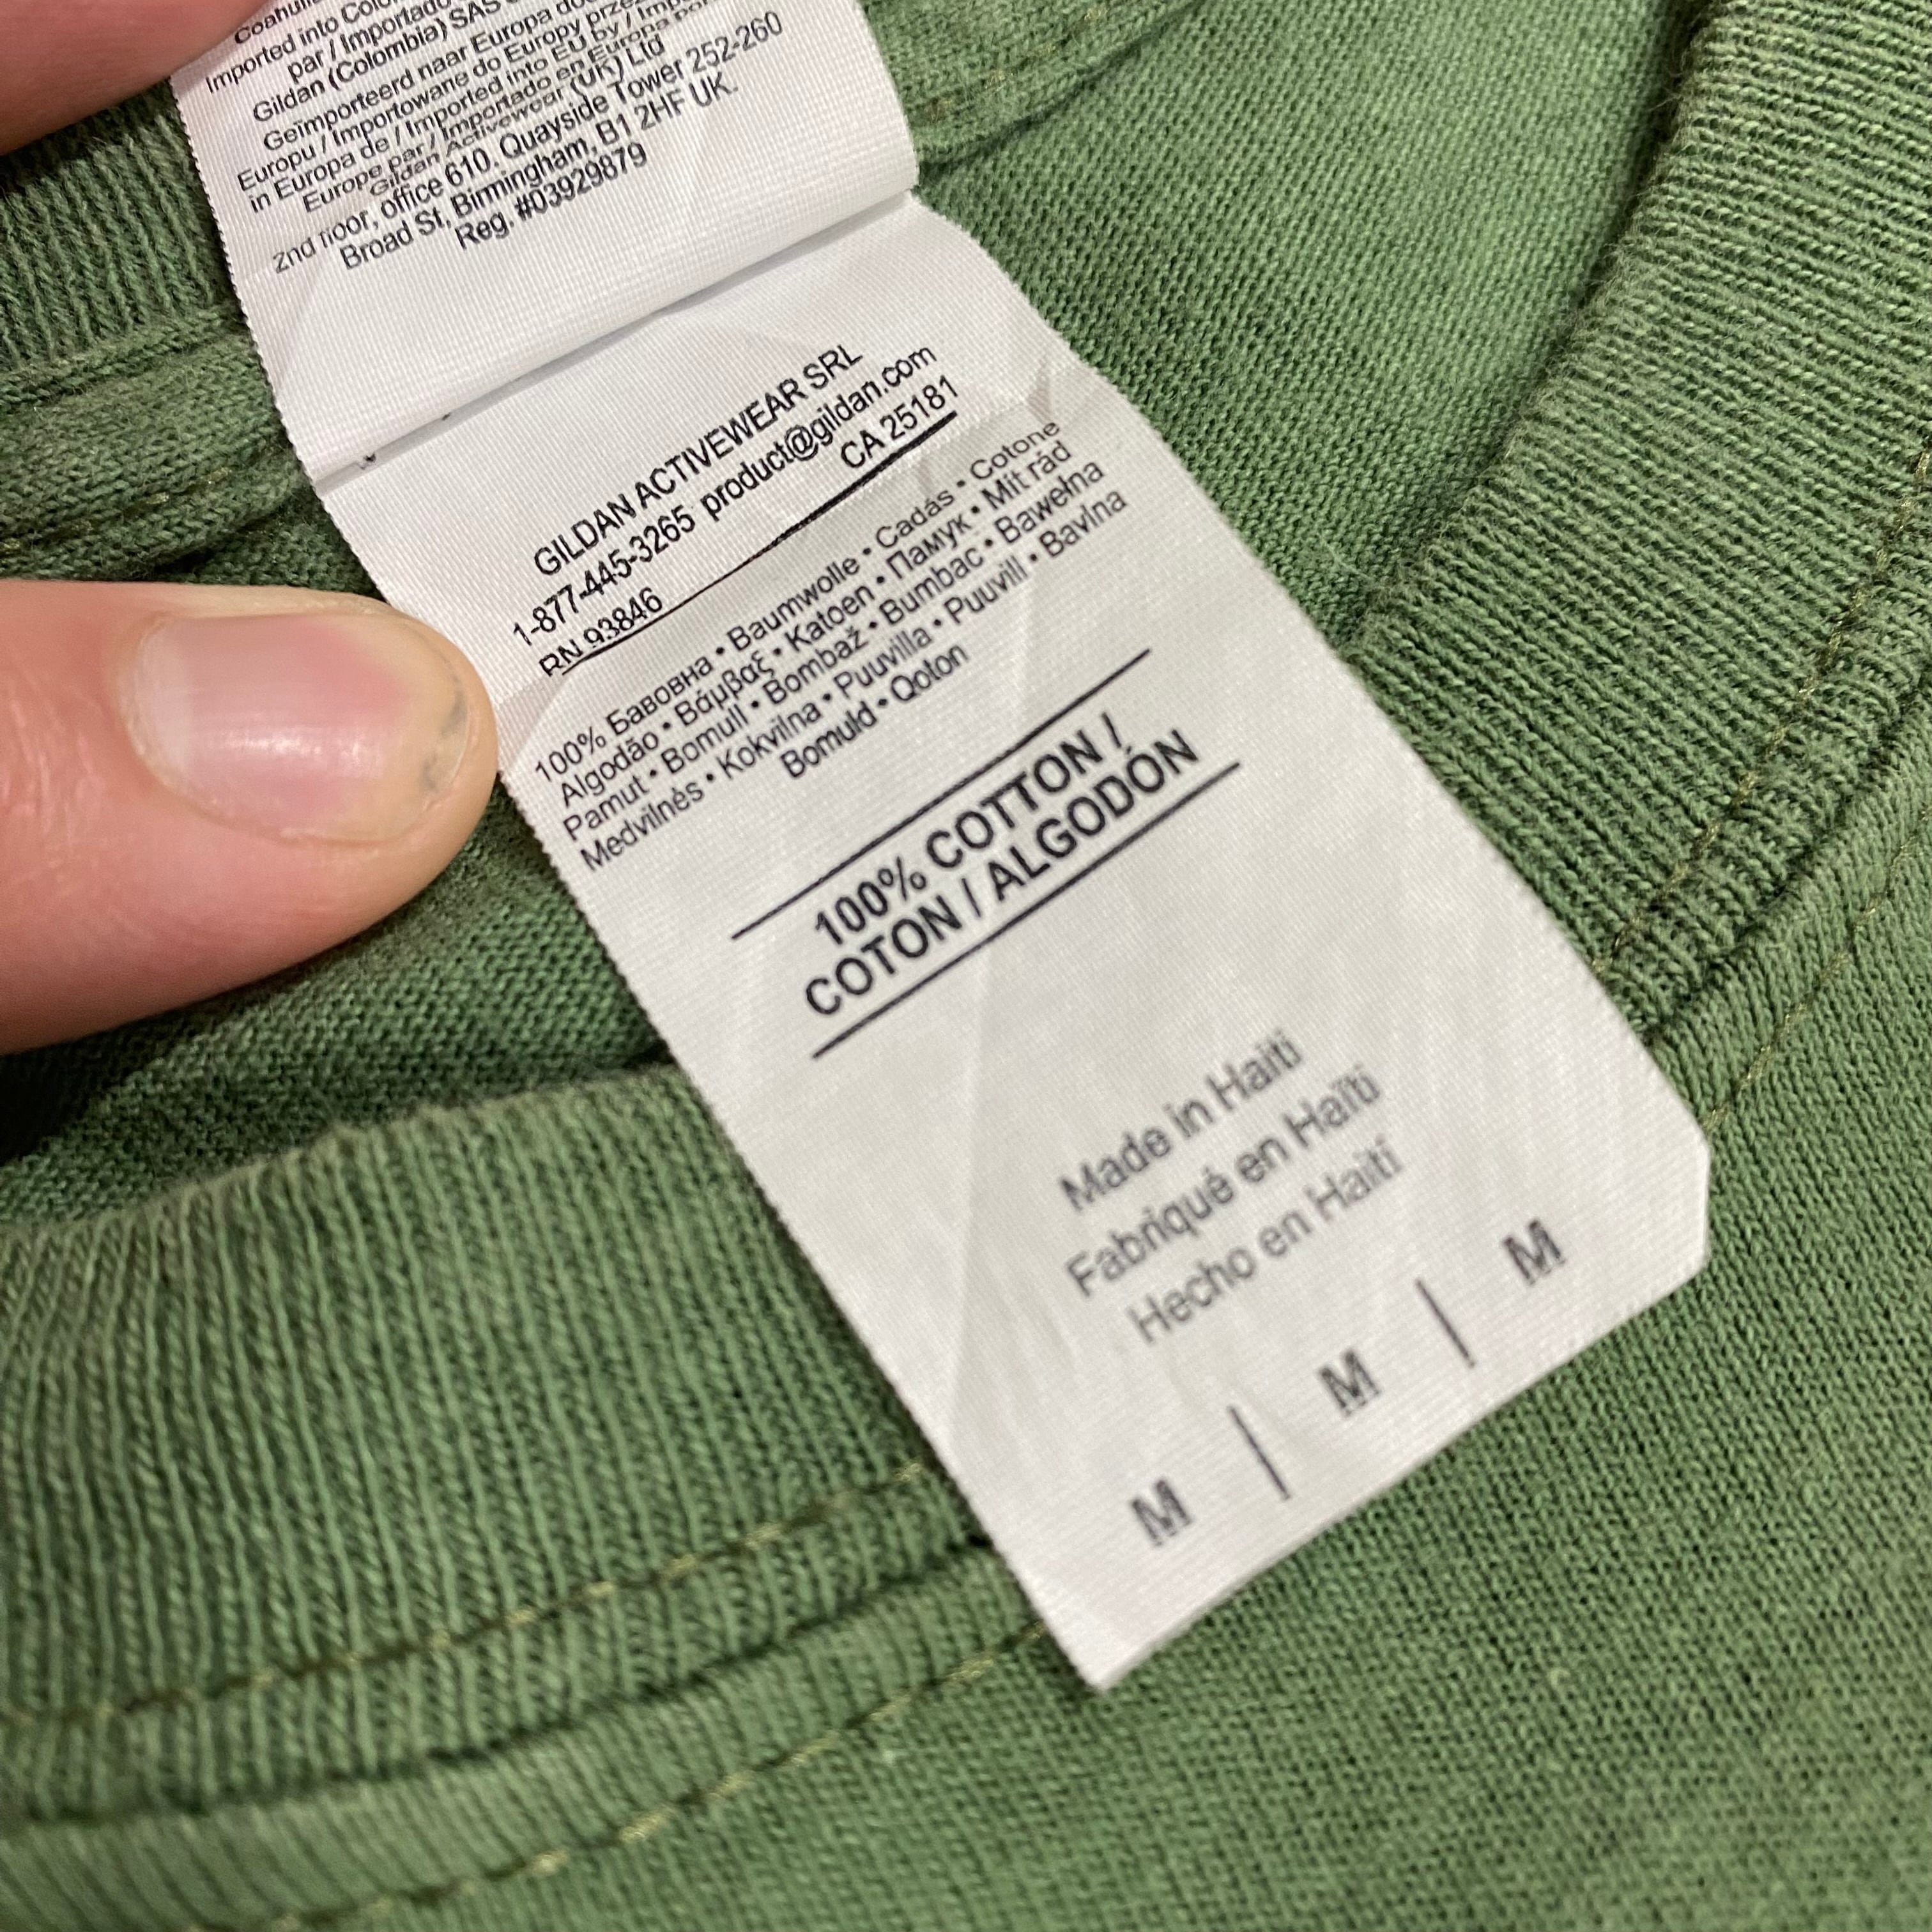 Imported into
par / Importado
Gildan (Colombia) SAS
Geïmporteerd naar Europa
Europu / Importowane do Europy przez
in Europa de / Imported into EU by /
Europe par / Importado en Europa por
Gildan Activewear (UK) Ltd
2nd floor, office 610. Quayside Tower 252-260
Broad St, Birmingham, B1 2HF UK.
Reg. #03929879
GILDAN ACTIVEWEAR SRL
1-877-445-3265 product@gildan.com
RN 93846 CA 25181
100% Бавовна • Baumwolle • Cadás • Cotone
Algodão • Βάμβαξ • Katoen • Памук • Mit rád
Pamut • Bomull • Bombaž • Bumbac • Bawełna
Medvilnės • Kokvilna • Puuvilla • Puuvill • Bavlna
Bomuld • Qoton
100% COTTON /
COTON / ALGODÓN
Made in Haiti
Fabriqué en Haïti
Hecho en Haití
M | M | M